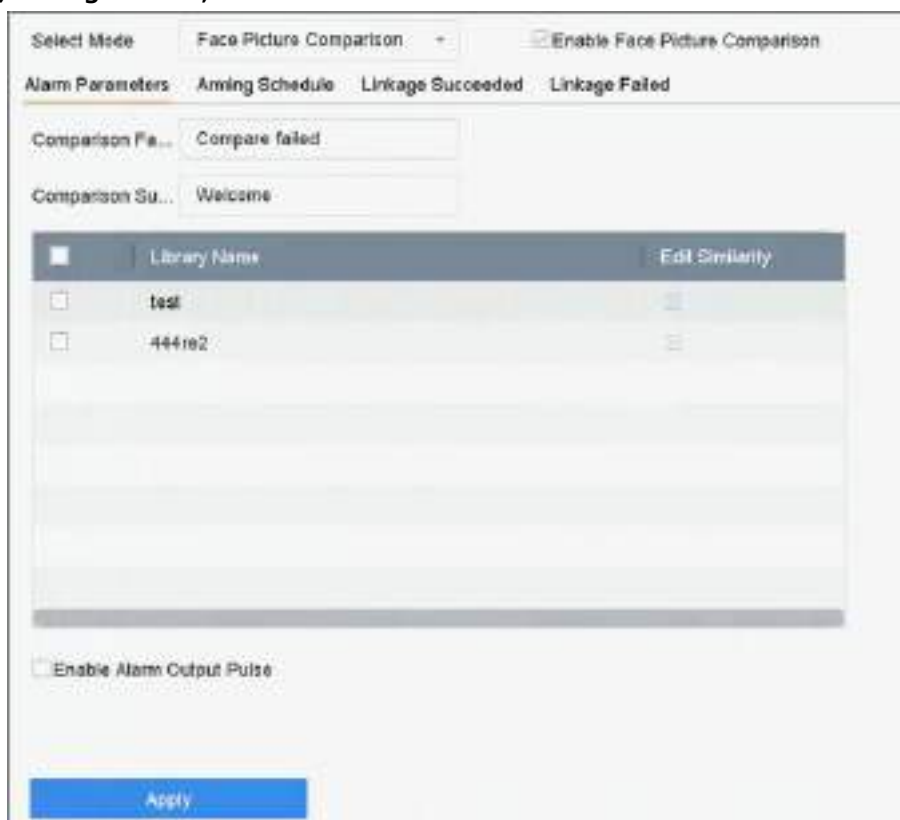 Select Mode Face Picture Comparison Enable Face Picture Comparison
Alarm Parameters Arming Schedule Linkage Succeeded Linkage Failed
Comparison Fa... Compare failed
Comparison Su... Welcome
Library Name Edit Similarity
test
444re2
Enable Alarm Output Pulse
Apply